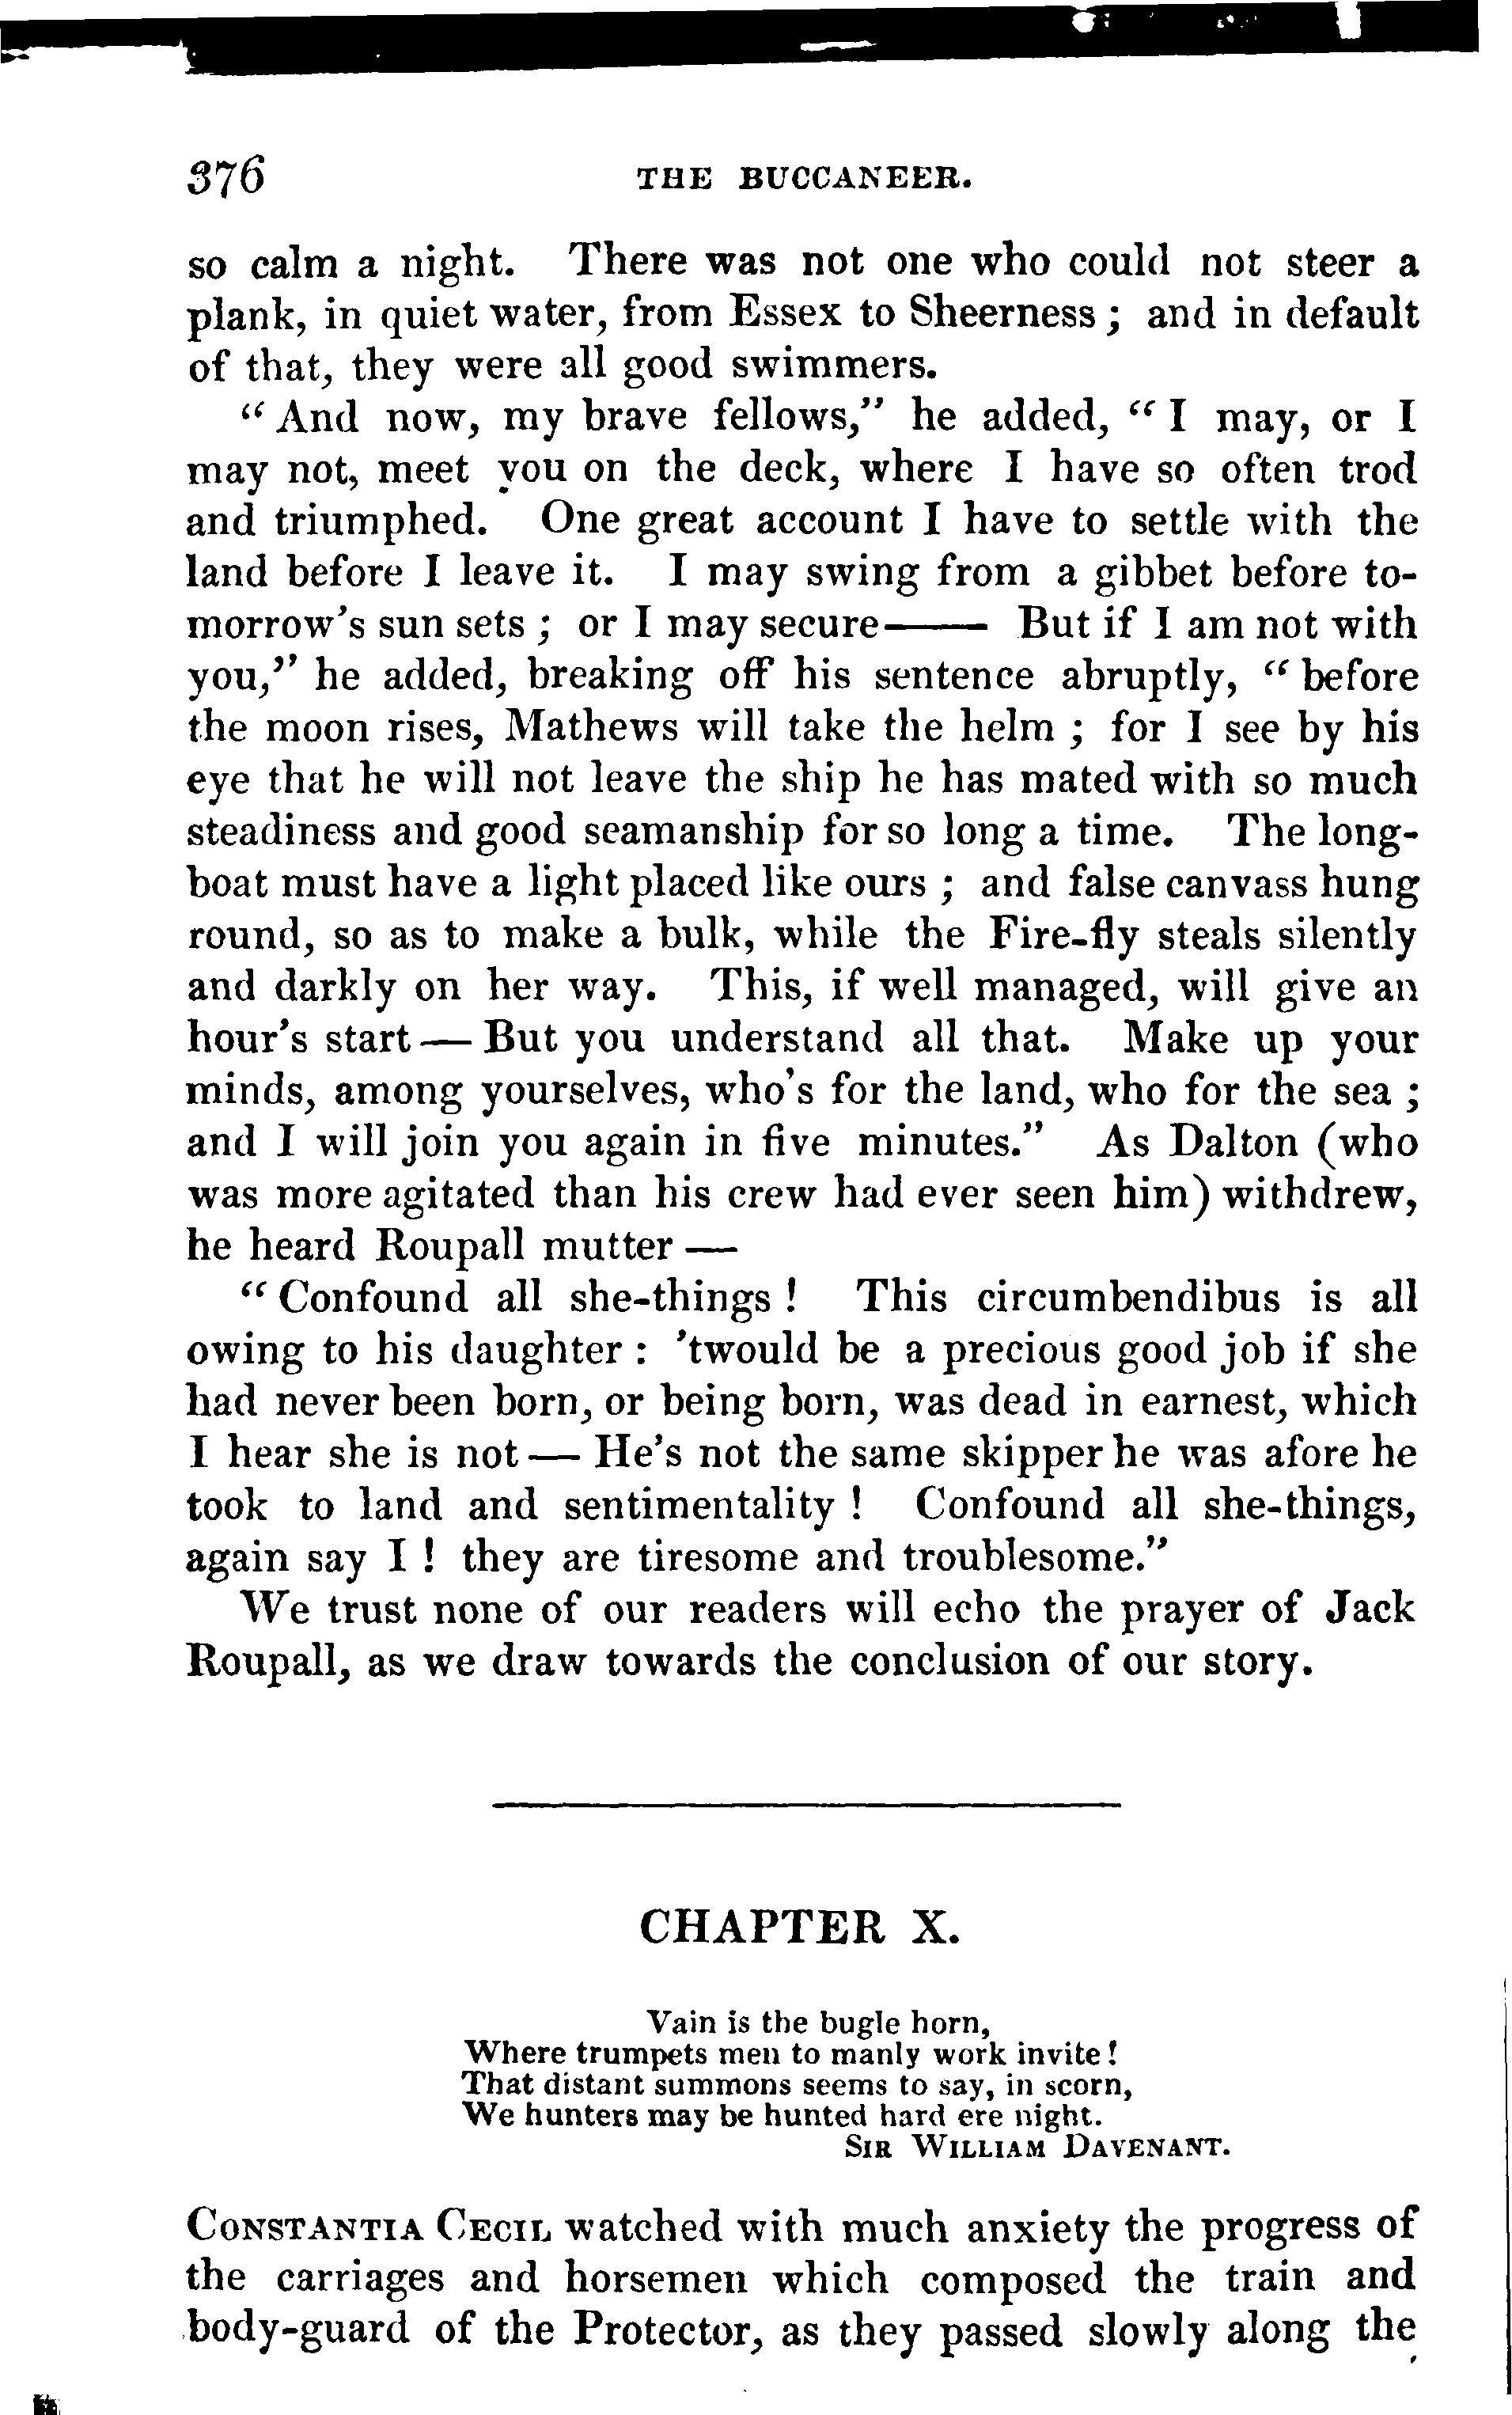 376 THE BUCCANEER.
so calm a night. There was not one who could not steer a
plank, in quiet water, from Essex to Sheerness; and in default
of that, they were all good swimmers.
"And now, my brave fellows," he added, "I may, or I
may not, meet you on the deck, where I have so often trod
and triumphed. One great account I have to settle with the
land before I leave it. I may swing from a gibbet before to-
morrow's sun sets; or I may secure—— But if I am not with
you," he added, breaking off his sentence abruptly, "before
the moon rises, Mathews will take the helm; for I see by his
eye that he will not leave the ship he has mated with so much
steadiness and good seamanship for so long a time. The long-
boat must have a light placed like ours; and false canvass hung
round, so as to make a bulk, while the Fire-fly steals silently
and darkly on her way. This, if well managed, will give an
hour's start — But you understand all that. Make up your
minds, among yourselves, who's for the land, who for the sea;
and I will join you again in five minutes." As Dalton (who
was more agitated than his crew had ever seen him) withdrew,
he heard Roupall mutter —
"Confound all she-things! This circumbendibus is all
owing to his daughter: 'twould be a precious good job if she
had never been born, or being born, was dead in earnest, which
I hear she is not — He's not the same skipper he was afore he
took to land and sentimentality! Confound all she-things,
again say I! they are tiresome and troublesome."
We trust none of our readers will echo the prayer of Jack
Roupall, as we draw towards the conclusion of our story.
CHAPTER X.
Vain is the bugle horn,
Where trumpets men to manly work invite!
That distant summons seems to say, in scorn,
We hunters may be hunted hard ere night.
SIR WILLIAM DAVENANT.
CONSTANTIA CECIL watched with much anxiety the progress of
the carriages and horsemen which composed the train and
body-guard of the Protector, as they passed slowly along the